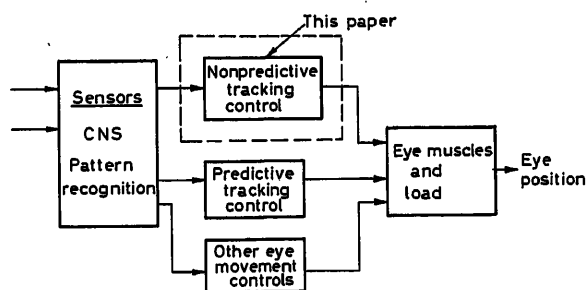 This paper
Nonpredictive
tracking
control
Sensors
CNS
Pattern
recognition
Predictive
tracking
control
Other eye
movement
controls
Eye muscles
and
load
Eye
position